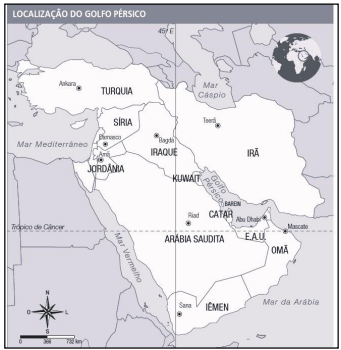 LOCALIZAÇÃO DO GOLFO PÉRSICO
45° E
Ankara
TURQUIA
Mar
Cáspio
Teerã
SÍRIA
Mar Mediterrâneo
Damasco
Bagdá
IRAQUE
IRÃ
Amã
JORDÂNIA
KUWAIT
Golfo
Pérsico
BAREIN
CATAR
Abu Dhabi
Riad
Mascate
Trópico de Câncer
ARÁBIA SAUDITA
E.A.U.
OMÃ
Mar Vermelho
Sana
IÊMEN
Mar da Arábia
N
O
L
S
0 366 732 km